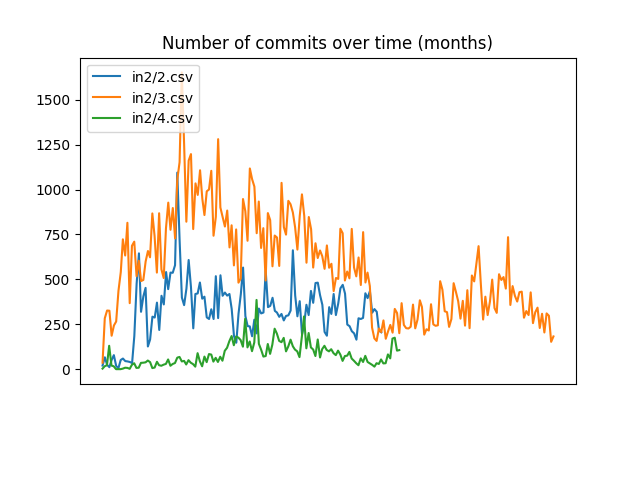 Number of commits over time (months)
in2/2.csv
in2/3.csv
in2/4.csv
1500
1250
1000
750
500
250
0